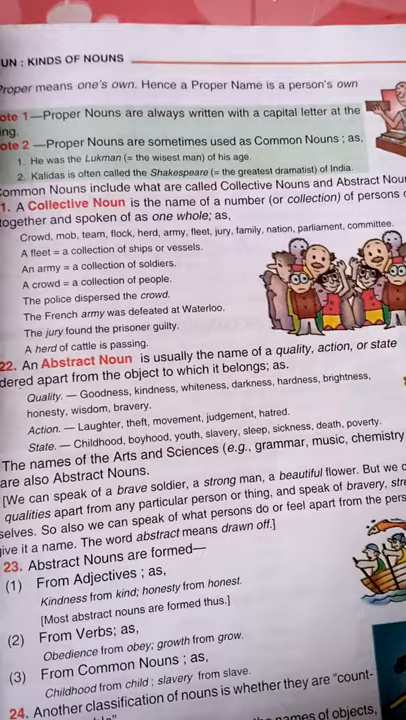 UN : KINDS OF NOUNS
Proper means one's own. Hence a Proper Name is a person's own
ote 1—Proper Nouns are always written with a capital letter at the
ing.
ote 2 —Proper Nouns are sometimes used as Common Nouns ; as,
1. He was the Lukman (= the wisest man) of his age.
2. Kalidas is often called the Shakespeare (= the greatest dramatist) of India.
Common Nouns include what are called Collective Nouns and Abstract Nou
1. A Collective Noun is the name of a number (or collection) of persons
together and spoken of as one whole; as,
Crowd, mob, team, flock, herd, army, fleet, jury, family, nation, parliament, committee.
A fleet = a collection of ships or vessels.
An army = a collection of soldiers.
A crowd = a collection of people.
The police dispersed the crowd.
The French army was defeated at Waterloo.
The jury found the prisoner guilty.
A herd of cattle is passing.
22. An Abstract Noun is usually the name of a quality, action, or state
dered apart from the object to which it belongs; as.
Quality. — Goodness, kindness, whiteness, darkness, hardness, brightness,
honesty, wisdom, bravery.
Action. — Laughter, theft, movement, judgement, hatred.
State. — Childhood, boyhood, youth, slavery, sleep, sickness, death, poverty.
The names of the Arts and Sciences (e.g., grammar, music, chemistry
are also Abstract Nouns.
[We can speak of a brave soldier, a strong man, a beautiful flower. But we c
qualities apart from any particular person or thing, and speak of bravery, stre
selves. So also we can speak of what persons do or feel apart from the pers
give it a name. The word abstract means drawn off.]
23. Abstract Nouns are formed—
(1) From Adjectives ; as,
Kindness from kind; honesty from honest.
[Most abstract nouns are formed thus.]
(2) From Verbs; as,
Obedience from obey; growth from grow.
(3) From Common Nouns ; as,
Childhood from child ; slavery from slave.
24. Another classification of nouns is whether they are "count-
names of objects,